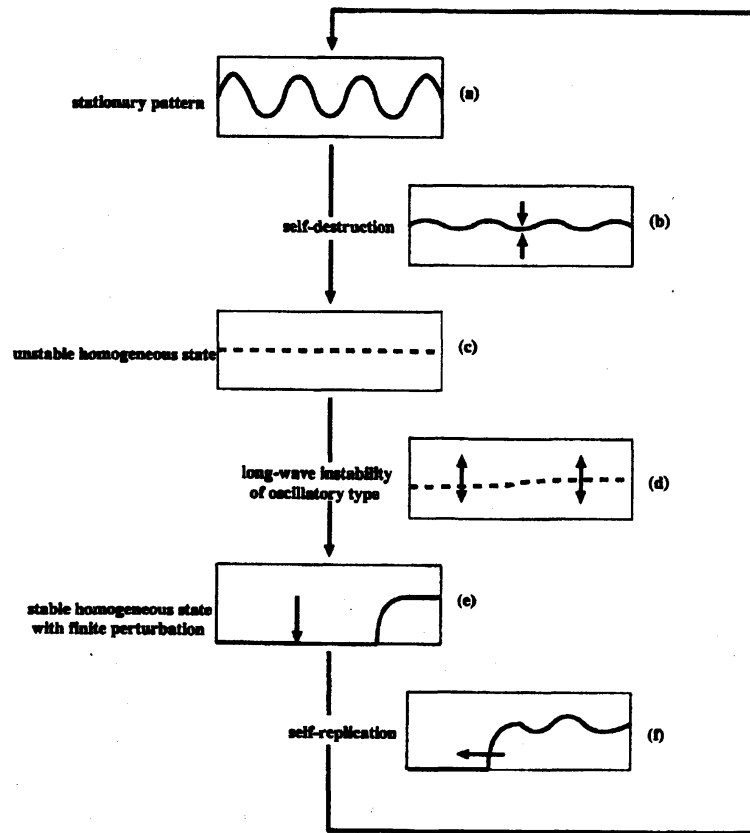 (a)
stationary pattern
self-destruction
(b)
unstable homogeneous state
(c)
long-wave instability
of oscillatory type
(d)
stable homogeneous state
with finite perturbation
(e)
self-replication
(f)